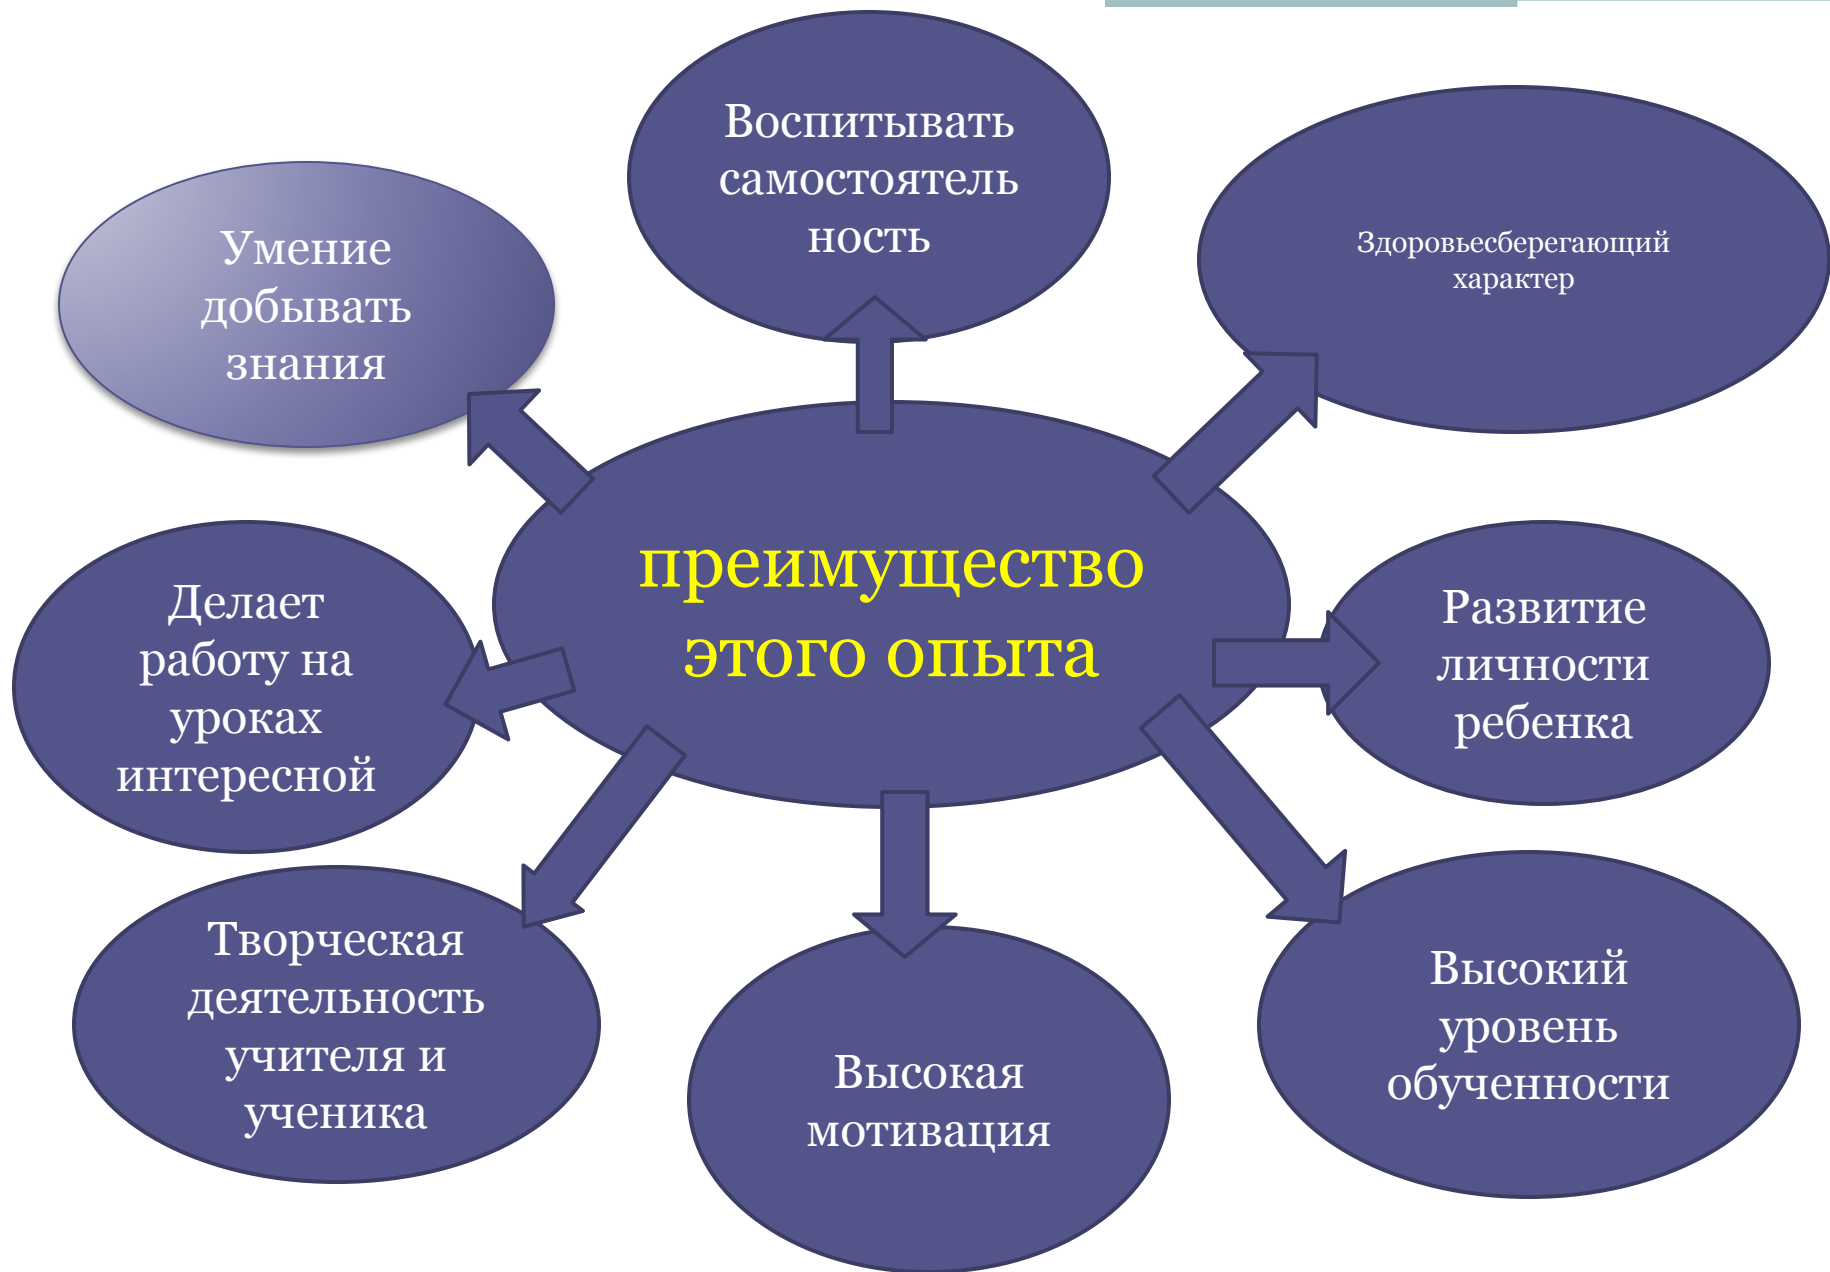 Воспитывать
самостоятель
ность
Здоровьесберегающий
характер
Умение
добывать
знания
преимущество
этого опыта
Делает
работу на
уроках
интересной
Развитие
личности
ребенка
Творческая
деятельность
учителя и
ученика
Высокая
мотивация
Высокий
уровень
обученности